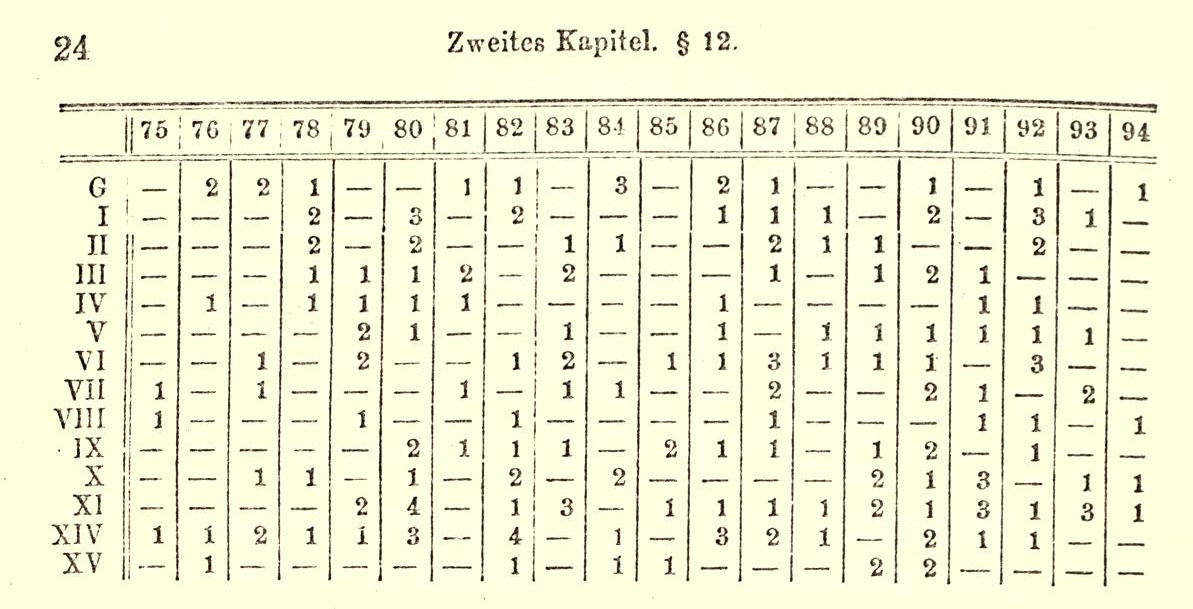 24 Zweites Kapitel. § 12.
75 76 77 78 79 80 81 82 83 84 85 86 87 88 89 90 91 92 93 94
G — 2 2 1 — — 1 1 — 3 — 2 1 — — 1 — 1 — 1
I — — — 2 — 3 — 2 — — — 1 1 1 — 2 — 3 1 —
II — — — 2 — 2 — — 1 1 — — 2 1 1 — — 2 — —
III — — — 1 1 1 2 — 2 — — — 1 — 1 2 1 — — —
IV — 1 — 1 1 1 1 — — — — 1 — — — — 1 1 — —
V — — — — 2 1 — — 1 — — 1 — 1 1 1 1 1 1 —
VI — — 1 — 2 — — 1 2 — 1 1 3 1 1 1 — 3 — —
VII 1 — 1 — — — 1 — 1 1 — — 2 — — 2 1 — 2 —
VIII 1 — — — 1 — — 1 — — — — 1 — — — 1 1 — 1
IX — — — — — 2 1 1 1 — 2 1 1 — 1 2 — 1 — —
X — — 1 1 — 1 — 2 — 2 — — — — 2 1 3 — 1 1
XI — — — — 2 4 — 1 3 — 1 1 1 1 2 1 3 1 3 1
XIV 1 1 2 1 1 3 — 4 — 1 — 3 2 1 — 2 1 1 — —
XV — 1 — — — — — 1 — 1 1 — — — 2 2 — — — —